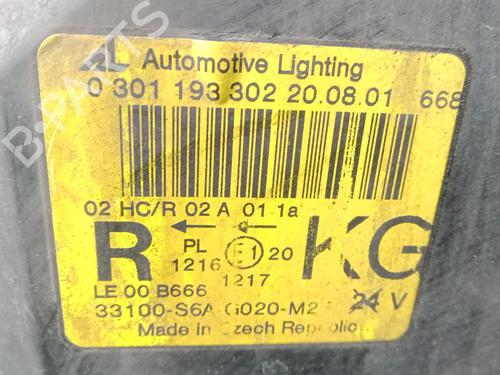 AL Automotive Lighting
0 301 193 302 20.08.01 668
02 HC/R 02 A 01 1a
R PL E1 20 KG
1216
1217
LE 00 B666
33100-S6A G020-M2 24 V
Made in Czech Republic
B-PARTS